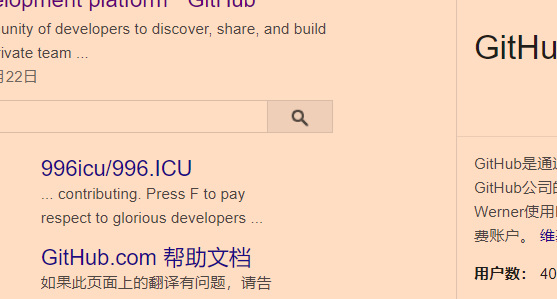 elopment platform · GitHub
unity of developers to discover, share, and build
ivate team ...
月22日
996icu/996.ICU
... contributing. Press F to pay
respect to glorious developers ...
GitHub.com 帮助文档
如果此页面上的翻译有问题，请告
GitHu
GitHub是通
GitHub公司的
Werner使用
费账户。 维基
用户数： 40